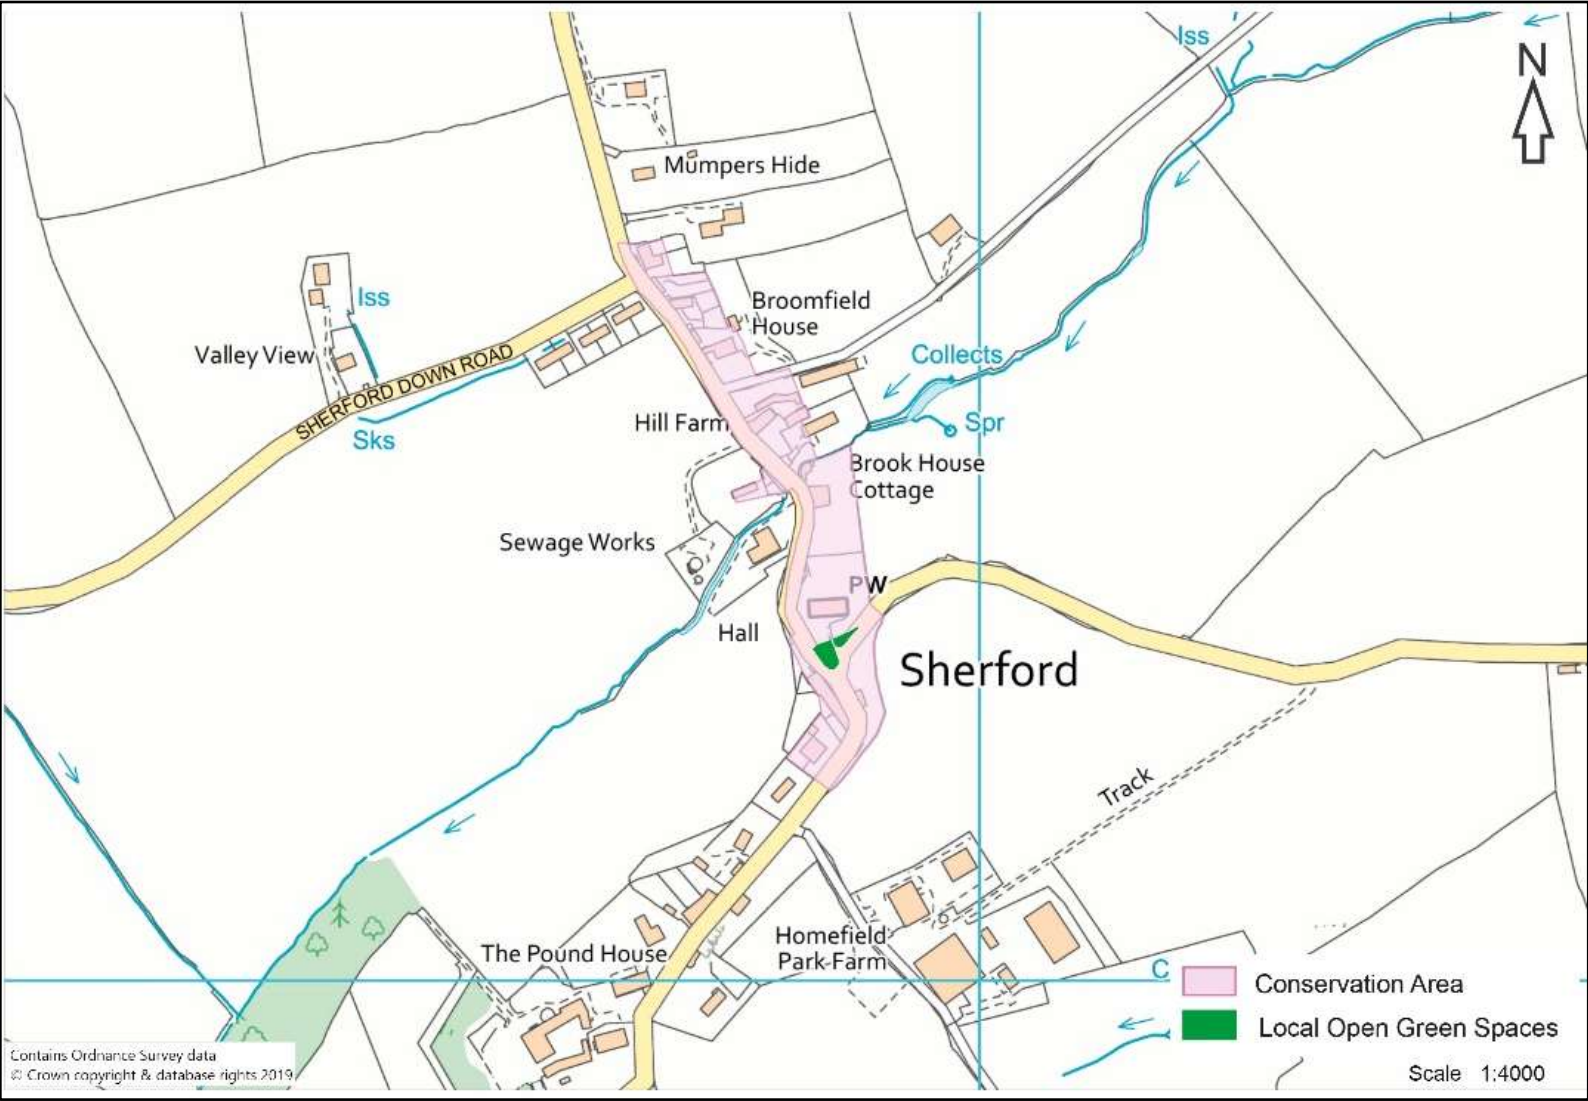 Iss
N
Mumpers Hide
Iss
Broomfield
House
Valley View
SHERFORD DOWN ROAD
Collects
Hill Farm
Spr
Sks
Brook House
Cottage
Sewage Works
PW
Hall
Sherford
Track
The Pound House
Homefield
Park Farm
C
Conservation Area
Local Open Green Spaces
Contains Ordnance Survey data
© Crown copyright & database rights 2019
Scale 1:4000